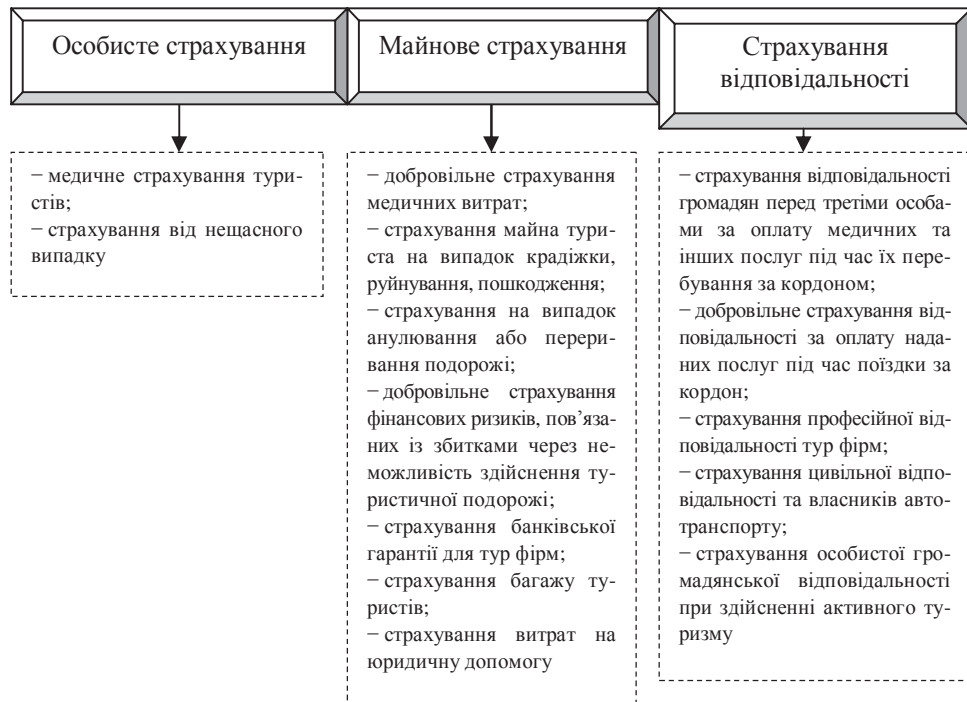 Особисте страхування
− медичне страхування тури-
стів;
− страхування від нещасного
випадку
Майнове страхування
− добровільне страхування
медичних витрат;
− страхування майна тури-
ста на випадок крадіжки,
руйнування, пошкодження;
− страхування на випадок
анулювання або перери-
вання подорожі;
− добровільне страхування
фінансових ризиків, пов’яза-
них із збитками через не-
можливість здійснення ту-
ристичної подорожі;
− страхування банківської
гарантії для тур фірм;
− страхування багажу ту-
ристів;
− страхування витрат на
юридичну допомогу
Страхування
відповідальності
− страхування відповідальності
громадян перед третіми особа-
ми за оплату медичних та
інших послуг під час їх пере-
бування за кордоном;
− добровільне страхування від-
повідальності за оплату нада-
них послуг під час поїздки за
кордон;
− страхування професійної від-
повідальності тур фірм;
− страхування цивільної відпо-
відальності та власників авто-
транспорту;
− страхування особистої гро-
мадянської відповідальності
при здійсненні активного ту-
ризму